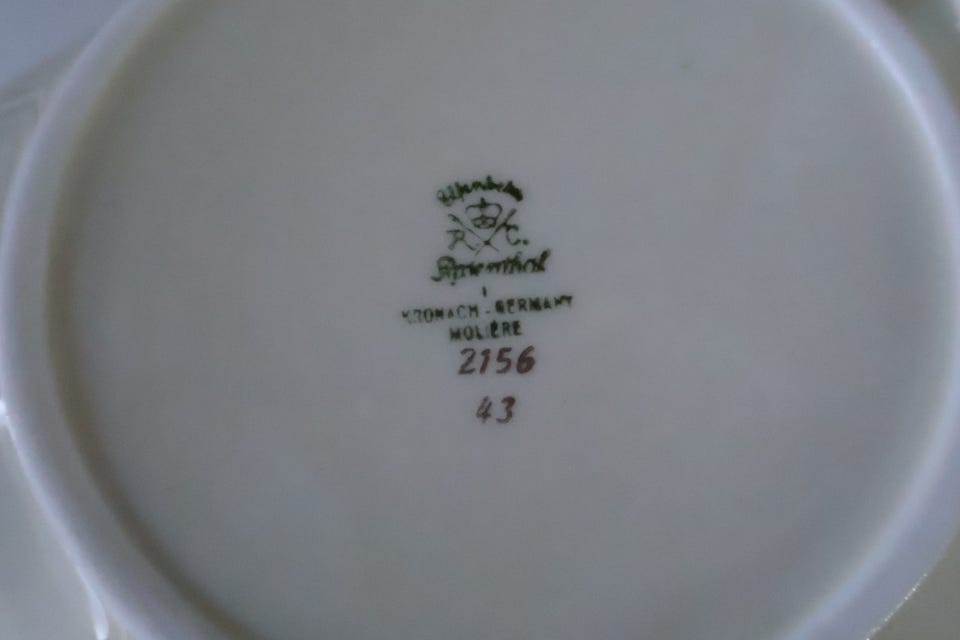 R. C.
Rosenthal
KRONACH - GERMANY
MOLIÈRE
2156
43